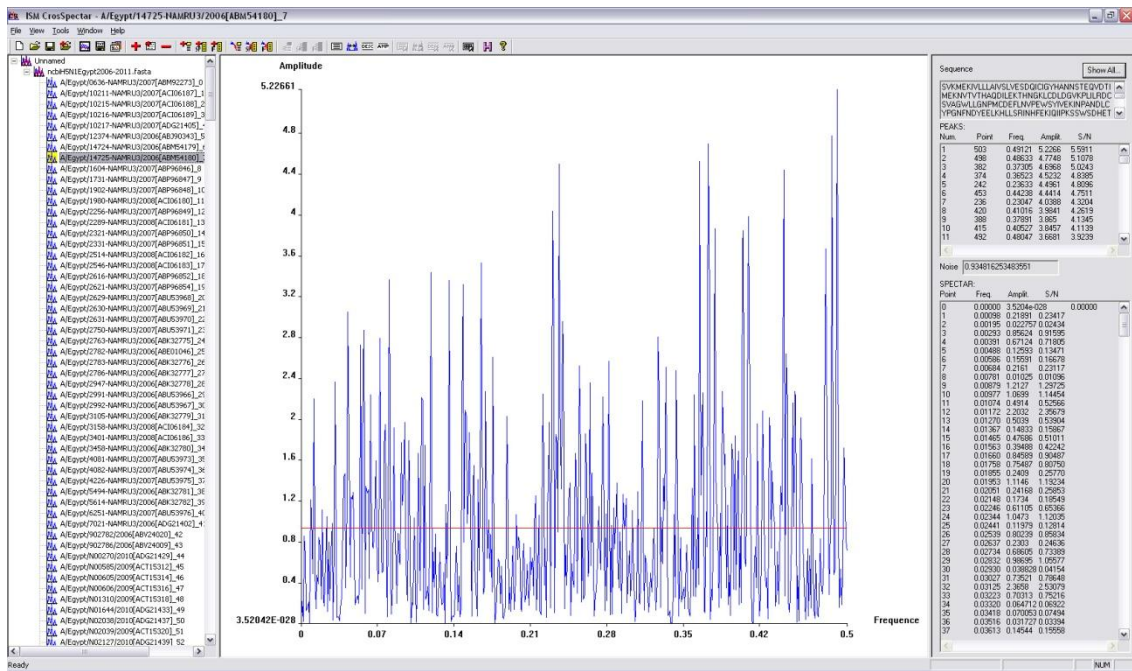 ISM CrosSpectar - A/Egypt/14725-NAMRU3/2006[ABM54180]_7
File View Tools Spectar Help
Unnamed
ncbiH5N1Egypt2006-2011.fasta
A/Egypt/0636-NAMRU3/2007[ABM92273]_0
A/Egypt/10211-NAMRU3/2007[ACI06187]_1
A/Egypt/10215-NAMRU3/2007[ACI06188]_2
A/Egypt/10216-NAMRU3/2007[ACI06189]_3
A/Egypt/10217-NAMRU3/2007[ADG21405]_4
A/Egypt/12374-NAMRU3/2006[ABJ90343]_5
A/Egypt/14724-NAMRU3/2006[ABM54179]_6
A/Egypt/14725-NAMRU3/2006[ABM54180]_7
A/Egypt/1604-NAMRU3/2007[ABP96846]_8
A/Egypt/1731-NAMRU3/2007[ABP96847]_9
A/Egypt/1902-NAMRU3/2007[ABP96848]_10
A/Egypt/1980-NAMRU3/2008[ACI06180]_11
A/Egypt/2256-NAMRU3/2007[ABP96849]_12
A/Egypt/2289-NAMRU3/2008[ACI06181]_13
A/Egypt/2321-NAMRU3/2007[ABP96850]_14
A/Egypt/2331-NAMRU3/2007[ABP96851]_15
A/Egypt/2514-NAMRU3/2008[ACI06182]_16
A/Egypt/2546-NAMRU3/2008[ACI06183]_17
A/Egypt/2616-NAMRU3/2007[ABP96852]_18
A/Egypt/2621-NAMRU3/2007[ABP96854]_19
A/Egypt/2629-NAMRU3/2007[ABU53968]_20
A/Egypt/2630-NAMRU3/2007[ABU53969]_21
A/Egypt/2631-NAMRU3/2007[ABU53970]_22
A/Egypt/2750-NAMRU3/2007[ABU53971]_23
A/Egypt/2763-NAMRU3/2006[ABK32775]_24
A/Egypt/2782-NAMRU3/2006[ABE01046]_25
A/Egypt/2783-NAMRU3/2006[ABK32776]_26
A/Egypt/2786-NAMRU3/2006[ABK32777]_27
A/Egypt/2947-NAMRU3/2006[ABK32778]_28
A/Egypt/2991-NAMRU3/2006[ABU53966]_29
A/Egypt/2992-NAMRU3/2006[ABU53967]_30
A/Egypt/3105-NAMRU3/2006[ABK32779]_31
A/Egypt/3158-NAMRU3/2008[ACI06184]_32
A/Egypt/3401-NAMRU3/2008[ACI06186]_33
A/Egypt/3458-NAMRU3/2006[ABK32780]_34
A/Egypt/4081-NAMRU3/2007[ABU53973]_35
A/Egypt/4082-NAMRU3/2007[ABU53974]_36
A/Egypt/4226-NAMRU3/2007[ABU53975]_37
A/Egypt/5494-NAMRU3/2006[ABK32781]_38
A/Egypt/5614-NAMRU3/2006[ABK32782]_39
A/Egypt/6251-NAMRU3/2007[ABU53976]_40
A/Egypt/7021-NAMRU3/2006[ADG21402]_41
A/Egypt/902782/2006[ABV24020]_42
A/Egypt/902786/2006[ABV24009]_43
A/Egypt/N00270/2010[ADG21429]_44
A/Egypt/N00585/2009[ACT15312]_45
A/Egypt/N00605/2009[ACT15314]_46
A/Egypt/N00606/2009[ACT15316]_47
A/Egypt/N01310/2009[ACT15318]_48
A/Egypt/N01644/2010[ADG21433]_49
A/Egypt/N02038/2010[ADG21437]_50
A/Egypt/N02039/2009[ACT15320]_51
A/Egypt/N02127/2010[ADG21439]_52
Amplitude
5.22661
4.8
4.4
4
3.6
3.2
2.8
2.4
2
1.6
1.2
0.8
0.4
3.52042E-028
0 0.07 0.14 0.21 0.28 0.35 0.42 0.5
Frequence
Sequence Show All...
SVKMEKIVLLLAIVSLVESDQICIGYHANNSTEQVDTI
MEKNVTVTHAQDILEKTHNGKLCDLDGVKPLILRDC
SVAGWLLGNPMCDEFLNVPEWSYIVEKINPANDLC
YPGNFNDYEELKHLLSRINHFEKIQIIPKSSWSDHET
PEAKS:
Num. Point Freq. Amplit. S/N
1 503 0.49121 5.2266 5.5911
2 498 0.48633 4.7748 5.1078
3 382 0.37305 4.6968 5.0243
4 374 0.36523 4.5232 4.8385
5 242 0.23633 4.4961 4.8096
6 453 0.44238 4.4414 4.7511
7 236 0.23047 4.0388 4.3204
8 420 0.41016 3.9841 4.2619
9 388 0.37891 3.865 4.1345
10 415 0.40527 3.8457 4.1139
11 492 0.48047 3.6681 3.9239
Noise 0.934816253483551
SPECTAR:
Point Freq. Amplit. S/N
0 0.00000 3.5204e-028 0.00000
1 0.00098 0.21891 0.23417
2 0.00195 0.022757 0.02434
3 0.00293 0.85624 0.91595
4 0.00391 0.67124 0.71805
5 0.00488 0.12593 0.13471
6 0.00586 0.15591 0.16678
7 0.00684 0.2161 0.23117
8 0.00781 0.01025 0.01096
9 0.00879 1.2127 1.29725
10 0.00977 1.0699 1.14454
11 0.01074 0.4914 0.52566
12 0.01172 2.2032 2.35679
13 0.01270 0.5039 0.53904
14 0.01367 0.14833 0.15867
15 0.01465 0.47686 0.51011
16 0.01563 0.39488 0.42242
17 0.01660 0.84589 0.90487
18 0.01758 0.75487 0.80750
19 0.01855 0.2409 0.25770
20 0.01953 1.1146 1.19234
21 0.02051 0.24168 0.25853
22 0.02148 0.1734 0.18549
23 0.02246 0.61105 0.65366
24 0.02344 1.0473 1.12035
25 0.02441 0.11979 0.12814
26 0.02539 0.80239 0.85834
27 0.02637 0.2303 0.24636
28 0.02734 0.68605 0.73389
29 0.02832 0.98695 1.05577
30 0.02930 0.038828 0.04154
31 0.03027 0.73521 0.78648
32 0.03125 2.3658 2.53079
33 0.03223 0.70313 0.75216
34 0.03320 0.064712 0.06922
35 0.03418 0.070053 0.07494
36 0.03516 0.031727 0.03394
37 0.03613 0.14544 0.15558
Ready NUM